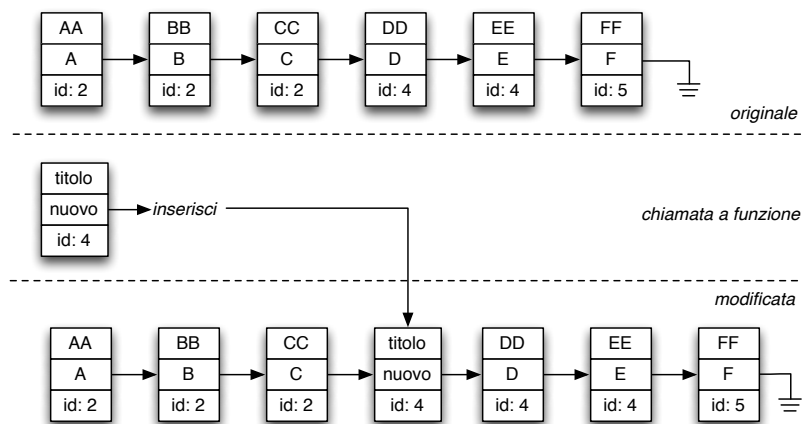 AA BB CC DD EE FF
A B C D E F
id: 2 id: 2 id: 2 id: 4 id: 4 id: 5
originale
titolo
nuovo inserisci
chiamata a funzione
id: 4
modificata
AA BB CC titolo DD EE FF
A B C nuovo D E F
id: 2 id: 2 id: 2 id: 4 id: 4 id: 4 id: 5